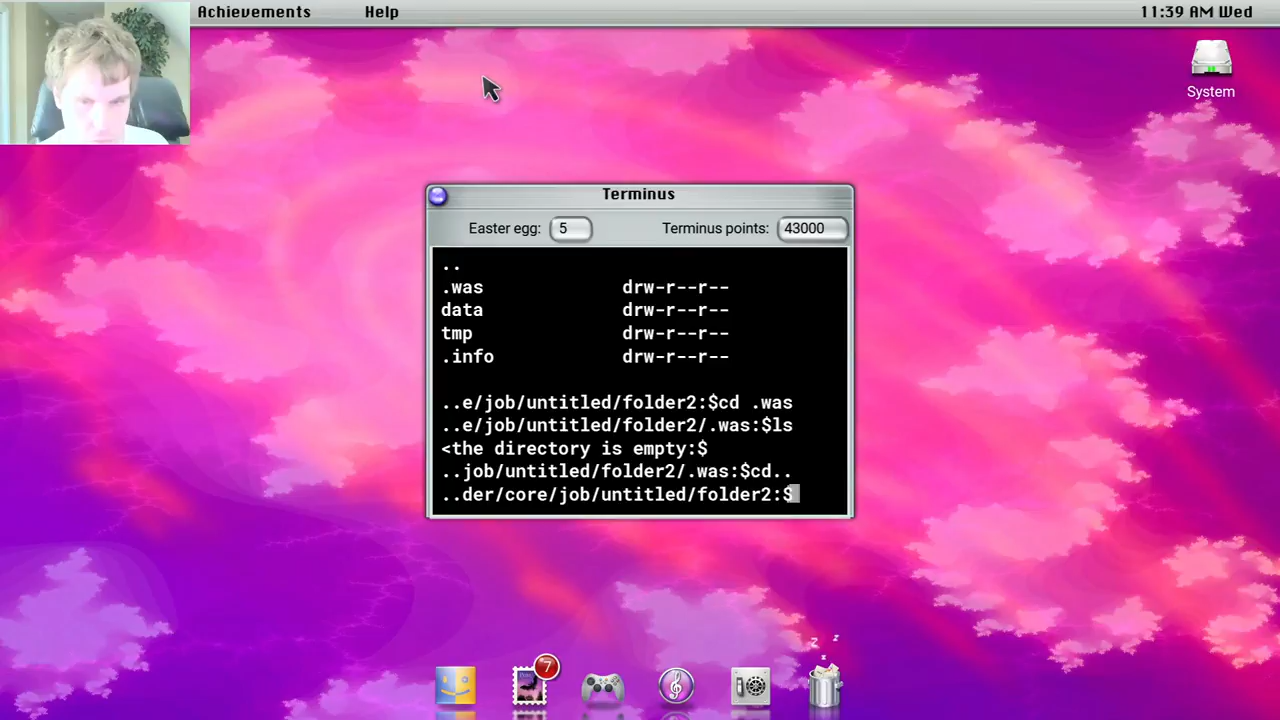 Achievements Help 11:39 AM Wed
System
Terminus
Easter egg: 5 Terminus points: 43000
..
.was drw-r--r--
data drw-r--r--
tmp drw-r--r--
.info drw-r--r--
..e/job/untitled/folder2:$cd .was
..e/job/untitled/folder2/.was:$ls
<the directory is empty:$
..job/untitled/folder2/.was:$cd..
..der/core/job/untitled/folder2:$
z z
z
7